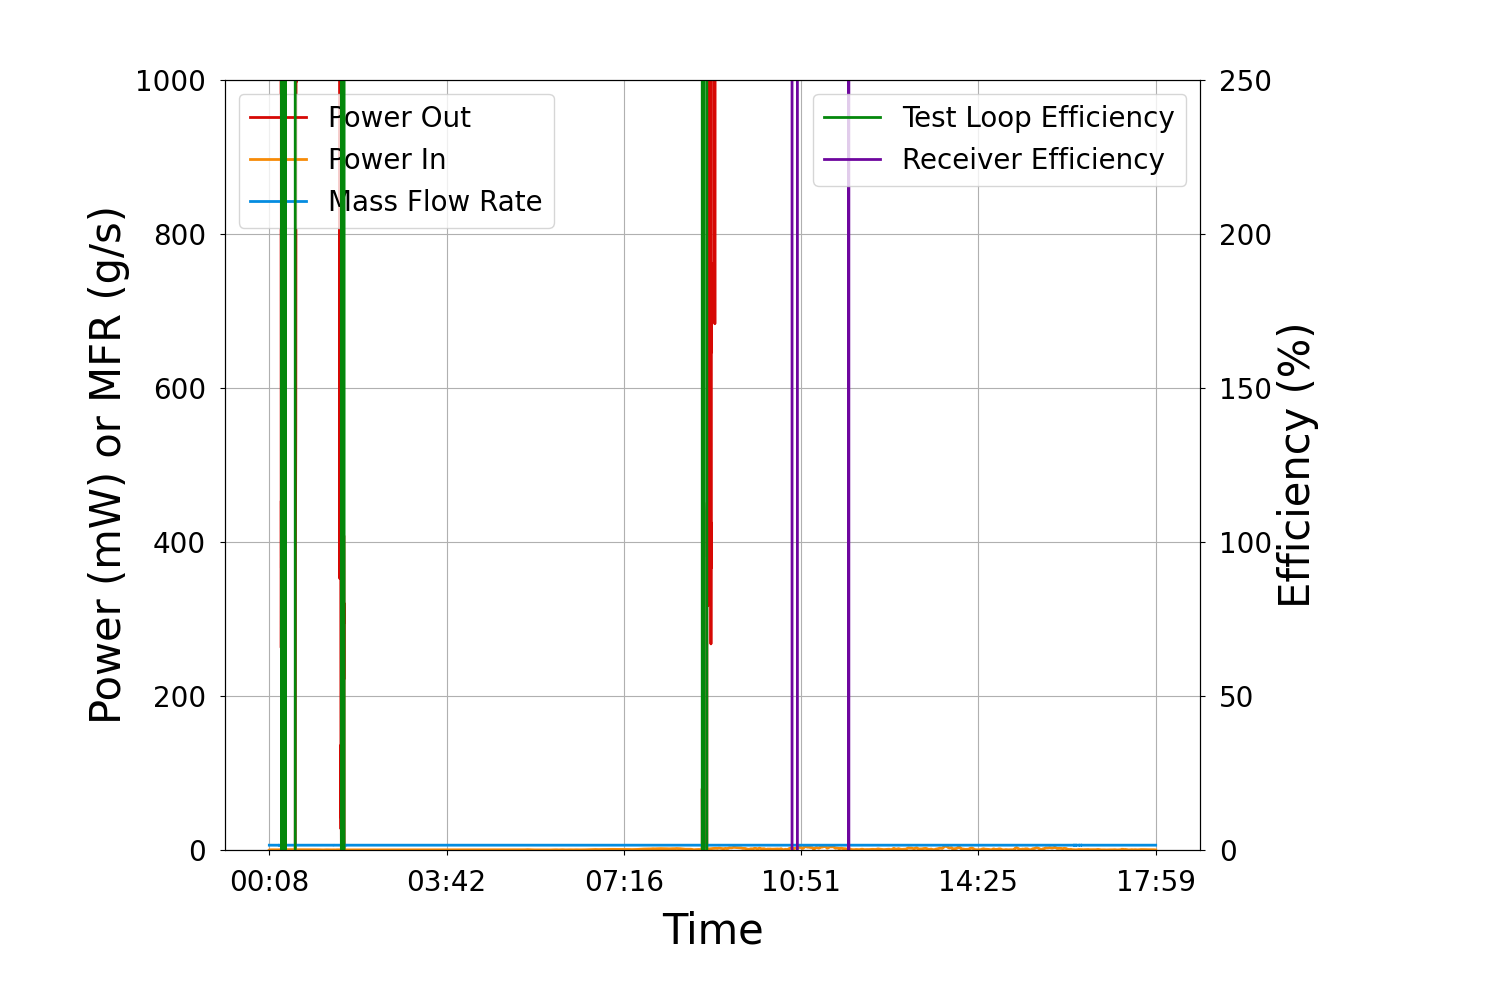 1000
800
600
400
200
0
Power (mW) or MFR (g/s)
Power Out
Power In
Mass Flow Rate
Test Loop Efficiency
Receiver Efficiency
250
200
150
100
50
0
Efficiency (%)
00:08 03:42 07:16 10:51 14:25 17:59
Time